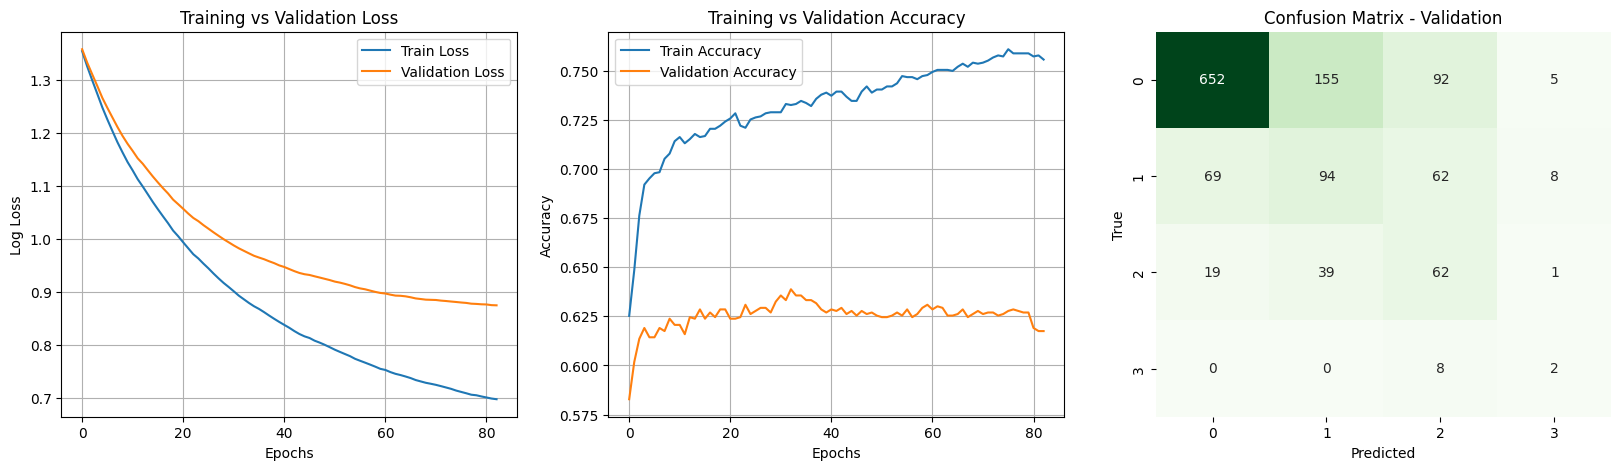 Training vs Validation Loss
Train Loss
Validation Loss
1.3
1.2
1.1
1.0
0.9
0.8
0.7
Log Loss
0 20 40 60 80
Epochs
Training vs Validation Accuracy
Train Accuracy
Validation Accuracy
0.750
0.725
0.700
0.675
0.650
0.625
0.600
0.575
Accuracy
0 20 40 60 80
Epochs
Confusion Matrix - Validation
0 652 155 92 5
1 69 94 62 8
2 19 39 62 1
3 0 0 8 2
True
0 1 2 3
Predicted